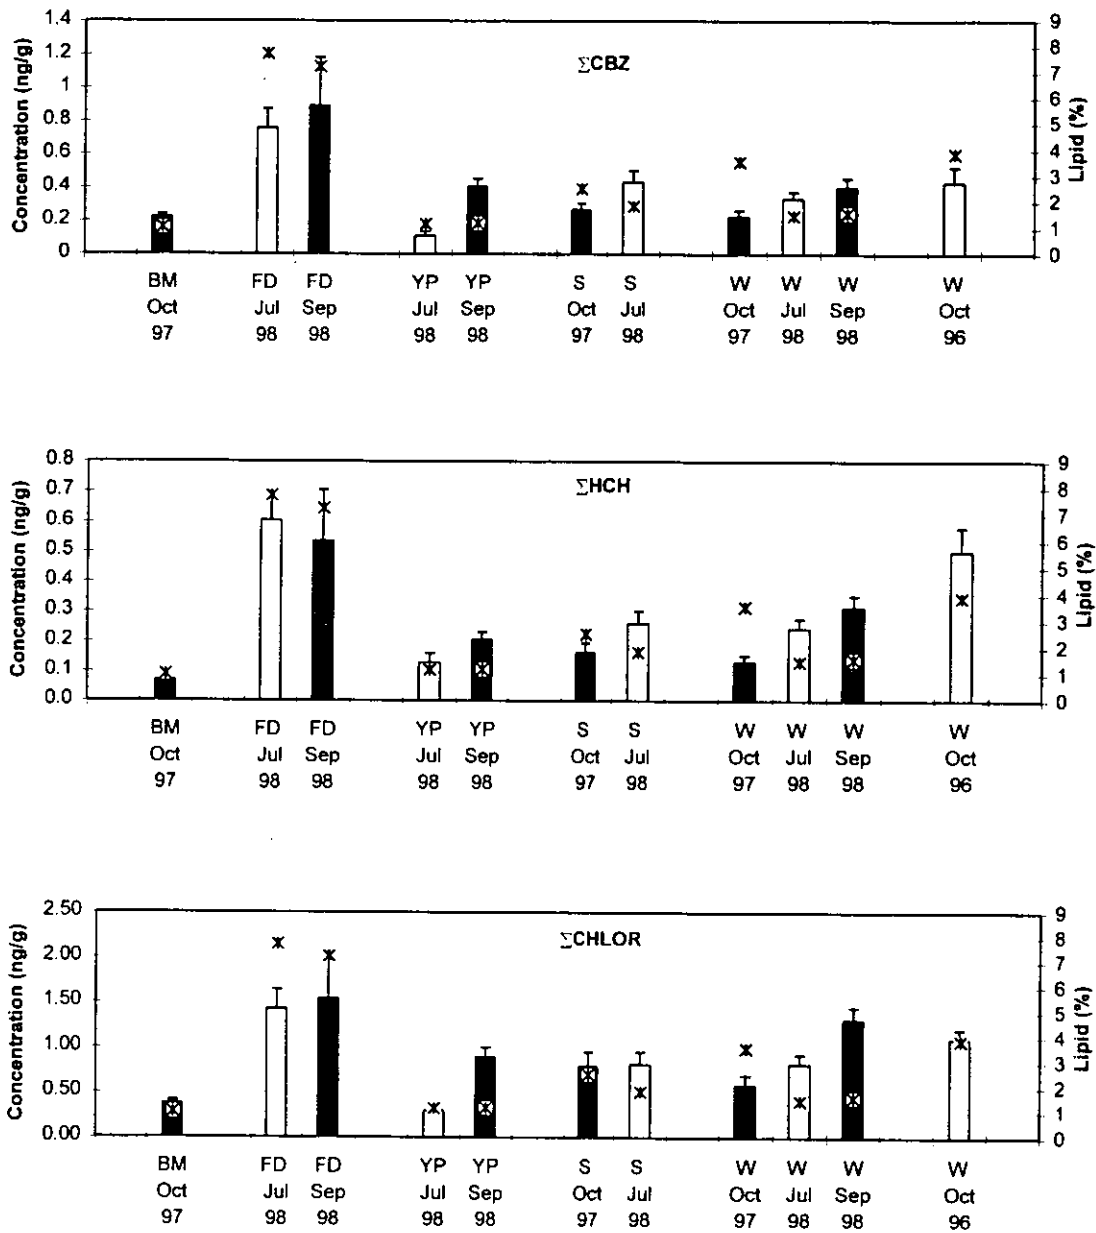 1.4
1.2
1
0.8
0.6
0.4
0.2
0
Concentration (ng/g)
ΣCBZ
9
8
7
6
5
4
3
2
1
0
Lipid (%)
BM FD FD YP YP S S W W W W
Oct Jul Sep Jul Sep Oct Jul Oct Jul Sep Oct
97 98 98 98 98 97 98 97 98 98 96
0.8
0.7
0.6
0.5
0.4
0.3
0.2
0.1
0.0
Concentration (ng/g)
ΣHCH
9
8
7
6
5
4
3
2
1
0
Lipid (%)
BM FD FD YP YP S S W W W W
Oct Jul Sep Jul Sep Oct Jul Oct Jul Sep Oct
97 98 98 98 98 97 98 97 98 98 96
2.50
2.00
1.50
1.00
0.50
0.00
Concentration (ng/g)
ΣCHLOR
9
8
7
6
5
4
3
2
1
0
Lipid (%)
BM FD FD YP YP S S W W W W
Oct Jul Sep Jul Sep Oct Jul Oct Jul Sep Oct
97 98 98 98 98 97 98 97 98 98 96